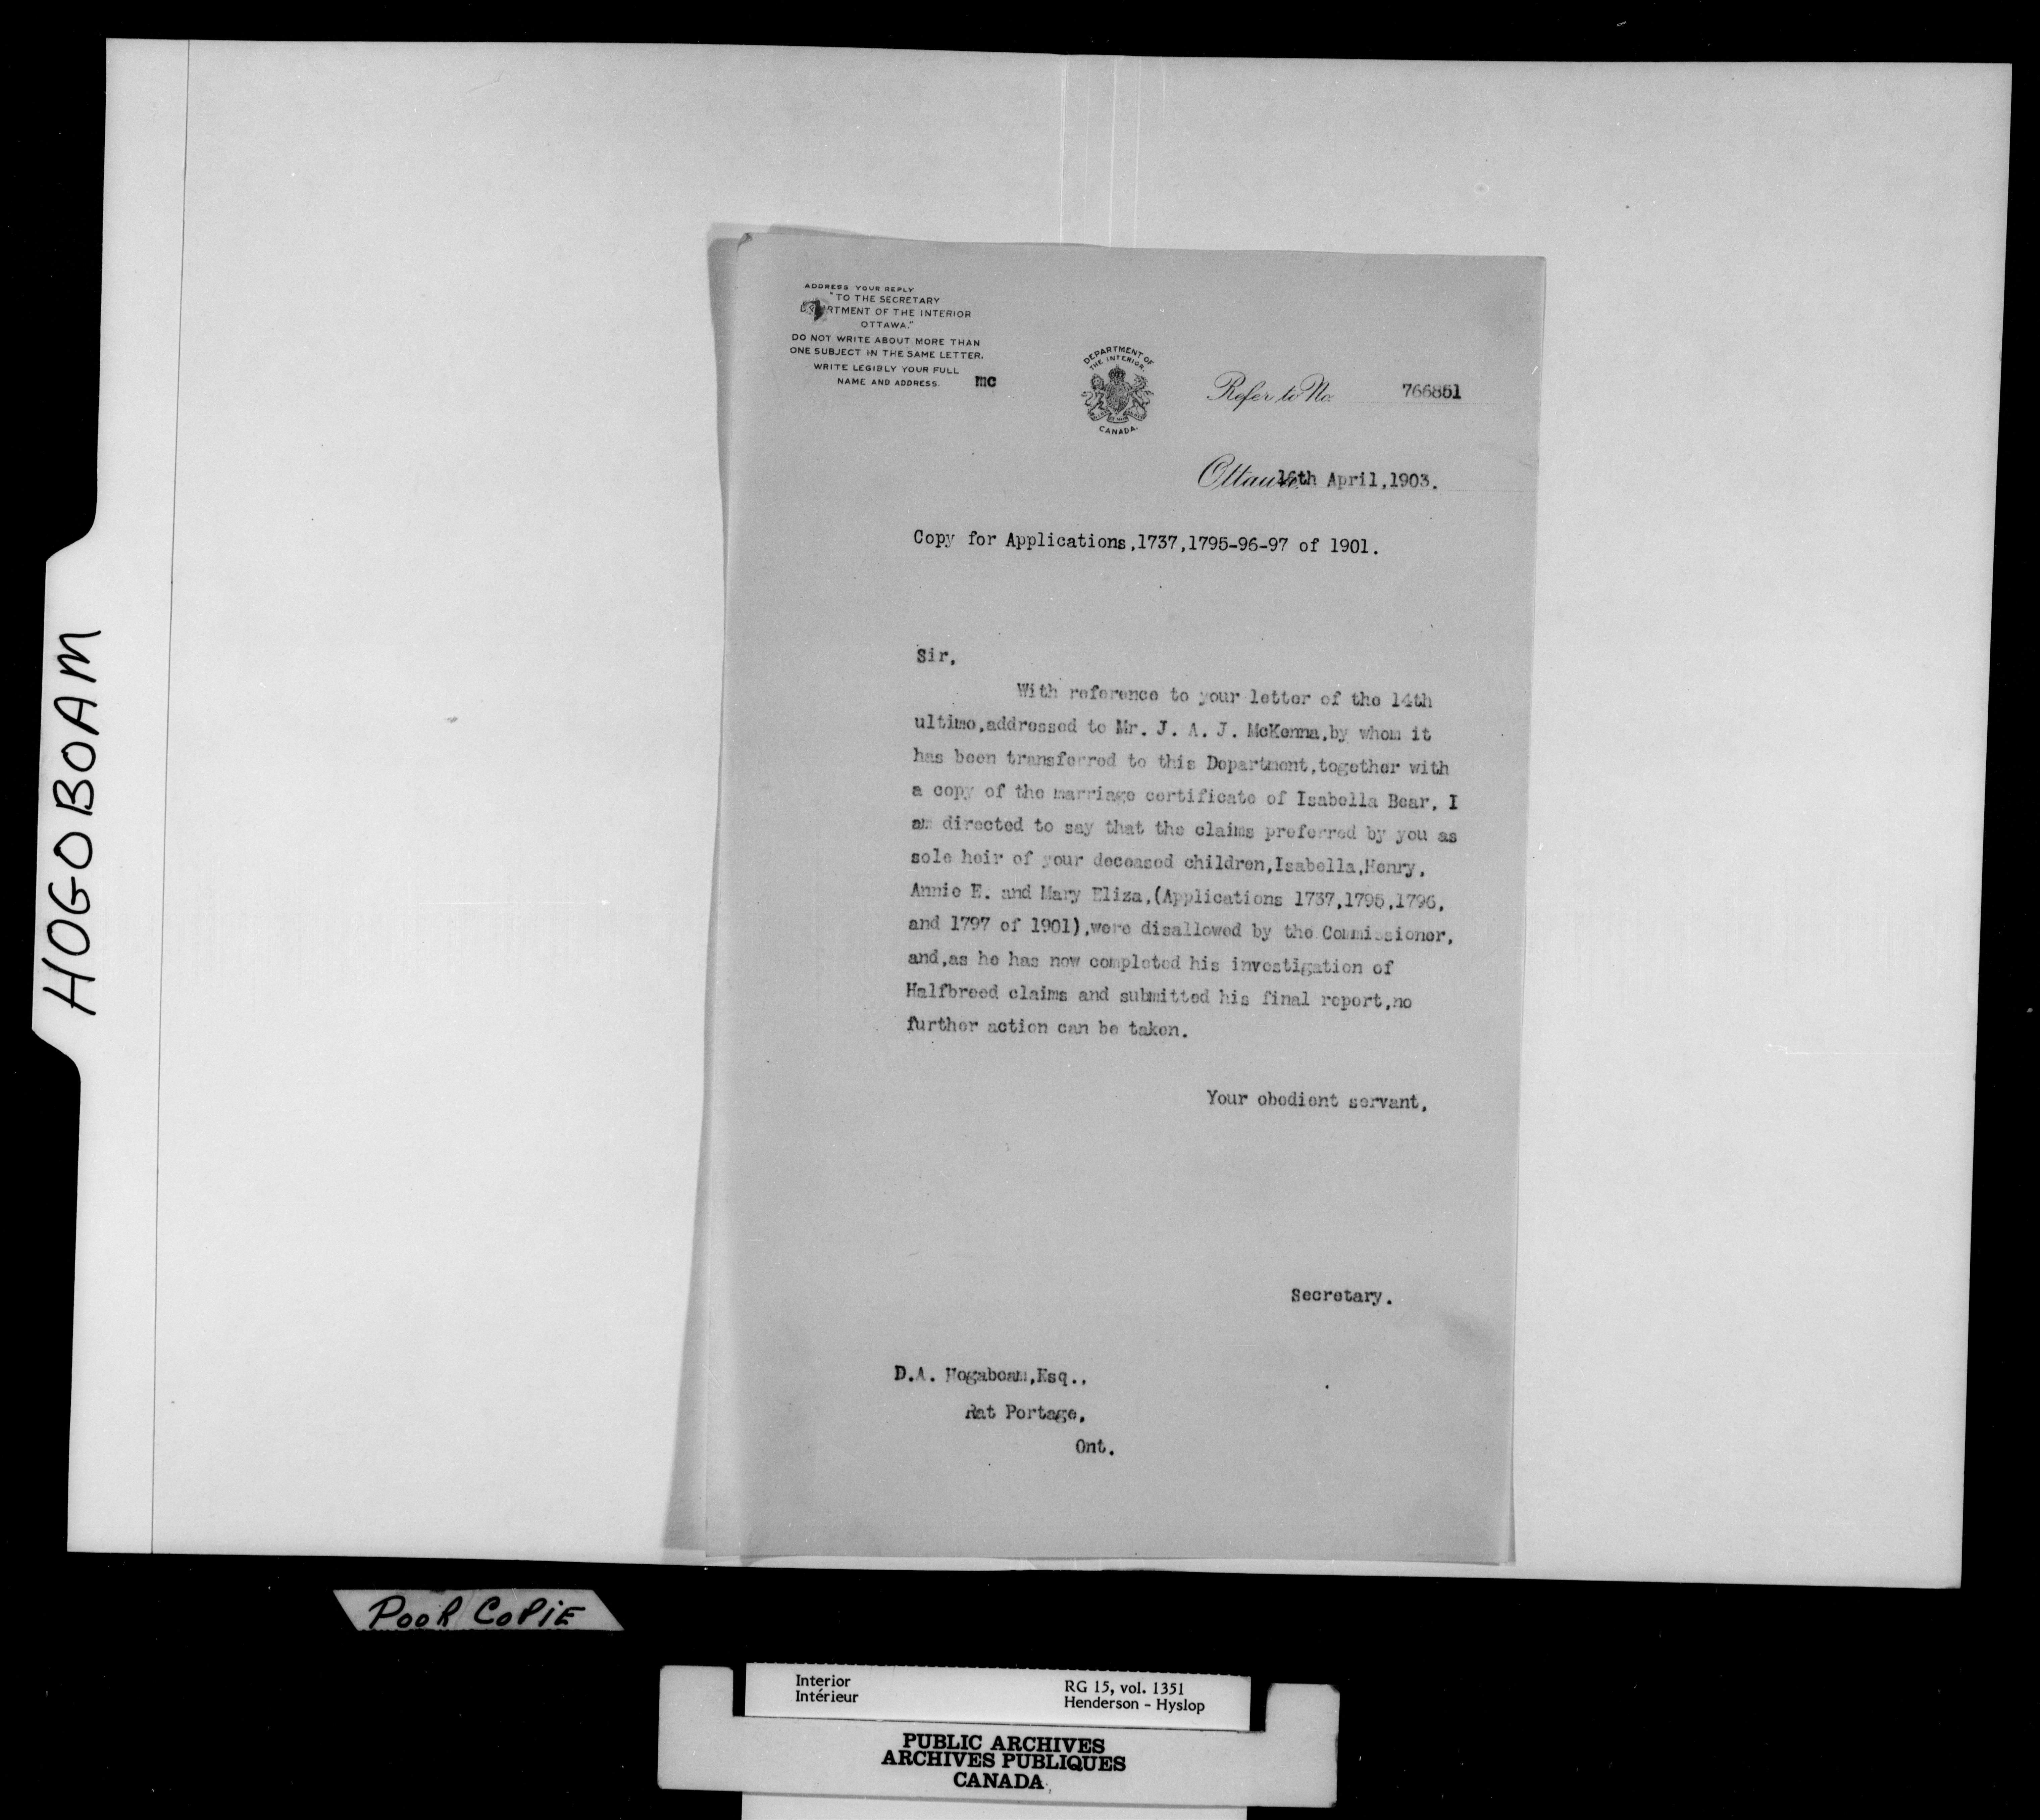 HOGOBOAM
ADDRESS YOUR REPLY
"TO THE SECRETARY
DEPARTMENT OF THE INTERIOR
OTTAWA."
DO NOT WRITE ABOUT MORE THAN
ONE SUBJECT IN THE SAME LETTER.
WRITE LEGIBLY YOUR FULL
NAME AND ADDRESS. mc
DEPARTMENT OF
THE INTERIOR.
CANADA.
Refer to No. 766851
Ottawa 16th April,1903.
Copy for Applications,1737,1795-96-97 of 1901.
Sir,
With reference to your letter of the 14th
ultimo,addressed to Mr. J. A. J. McKenna,by whom it
has been transferred to this Department,together with
a copy of the marriage certificate of Isabella Bear, I
am directed to say that the claims preferred by you as
sole heir of your deceased children,Isabella,Henry,
Annie E. and Mary Eliza,(Applications 1737,1795,1796,
and 1797 of 1901),were disallowed by the Commissioner,
and,as he has now completed his investigation of
Halfbreed claims and submitted his final report,no
further action can be taken.
Your obedient servant,
Secretary.
D.A. Hogaboam,Esq.,
Rat Portage,
Ont.
POOR COPIE
Interior
Intérieur
RG 15, vol. 1351
Henderson - Hyslop
PUBLIC ARCHIVES
ARCHIVES PUBLIQUES
CANADA